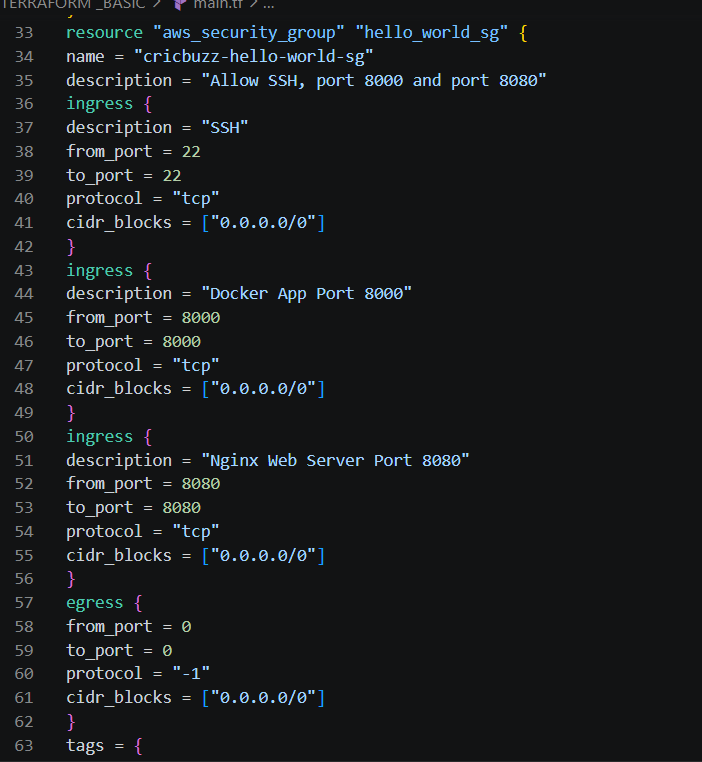 TERRAFORM _BASIC > main.tf > ...
33 resource "aws_security_group" "hello_world_sg" {
34 name = "cricbuzz-hello-world-sg"
35 description = "Allow SSH, port 8000 and port 8080"
36 ingress {
37 description = "SSH"
38 from_port = 22
39 to_port = 22
40 protocol = "tcp"
41 cidr_blocks = ["0.0.0.0/0"]
42 }
43 ingress {
44 description = "Docker App Port 8000"
45 from_port = 8000
46 to_port = 8000
47 protocol = "tcp"
48 cidr_blocks = ["0.0.0.0/0"]
49 }
50 ingress {
51 description = "Nginx Web Server Port 8080"
52 from_port = 8080
53 to_port = 8080
54 protocol = "tcp"
55 cidr_blocks = ["0.0.0.0/0"]
56 }
57 egress {
58 from_port = 0
59 to_port = 0
60 protocol = "-1"
61 cidr_blocks = ["0.0.0.0/0"]
62 }
63 tags = {